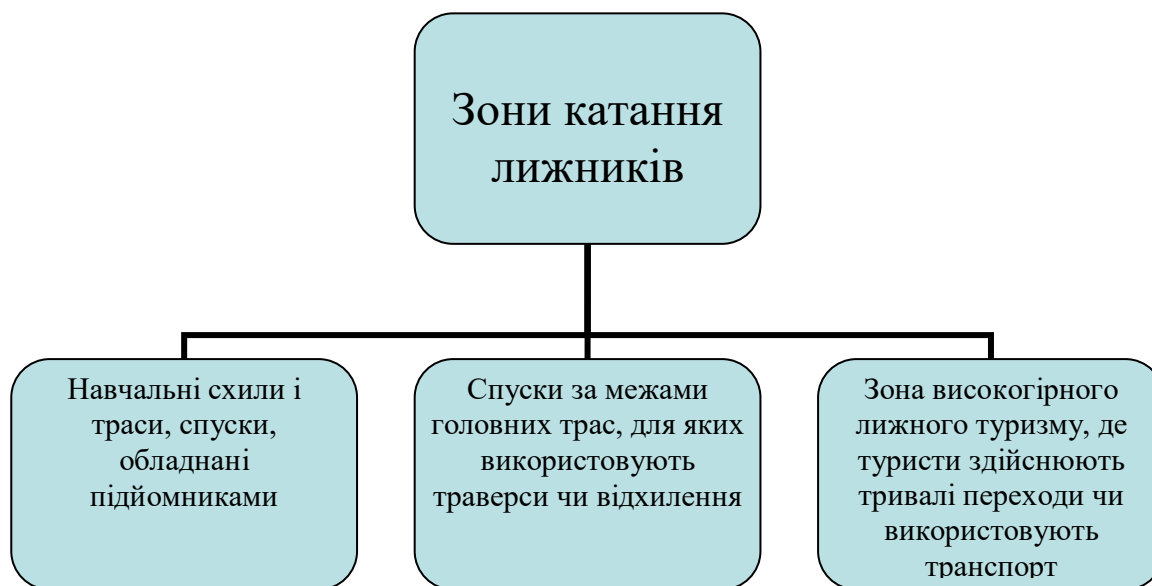 Зони катання
лижників
Навчальні схили і
траси, спуски,
обладнані
підйомниками
Спуски за межами
головних трас, для яких
використовують
траверси чи відхилення
Зона високогірного
лижного туризму, де
туристи здійснюють
тривалі переходи чи
використовують
транспорт